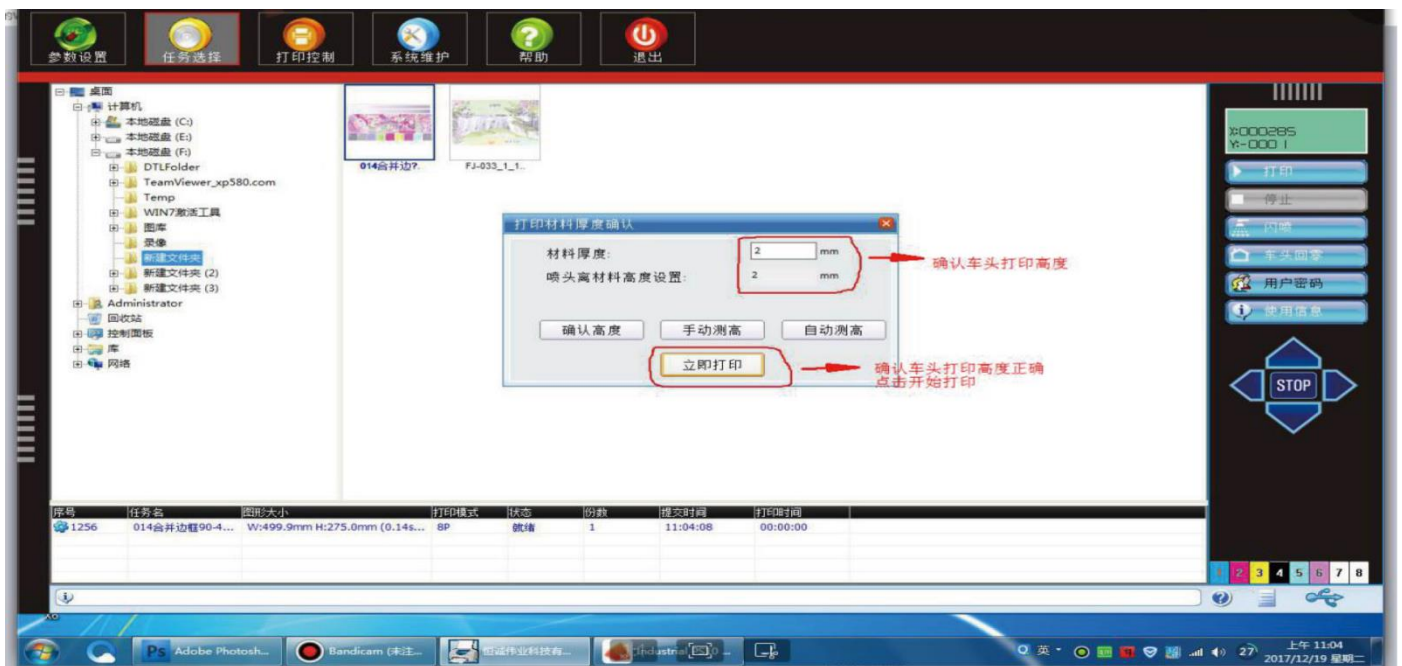 参数设置
任务选择
打印控制
系统维护
帮助
退出
桌面
计算机
本地磁盘 (C:)
本地磁盘 (E:)
本地磁盘 (F:)
DTLFolder
TeamViewer_xp580.com
Temp
WIN7激活工具
图库
录像
新建文件夹
新建文件夹 (2)
新建文件夹 (3)
Administrator
回收站
控制面板
库
网络
014合并边?.
FJ-033_1_1..
打印材料厚度确认
材料厚度: 2 mm
喷头离材料高度设置: 2 mm
确认高度 手动测高 自动测高
立即打印
确认车头打印高度
确认车头打印高度正确
点击开始打印
X:000285
Y:-0001
打印
停止
闪喷
车头回零
用户密码
使用信息
STOP
序号 任务名 图形大小 打印模式 状态 份数 提交时间 打印时间
1256 014合并边框90-4... W:499.9mm H:275.0mm (0.14s... 8P 就绪 1 11:04:08 00:00:00
1 2 3 4 5 6 7 8
Ps Adobe Photosh...
Bandicam (未注...
英
27
上午 11:04
2017/12/19 星期二